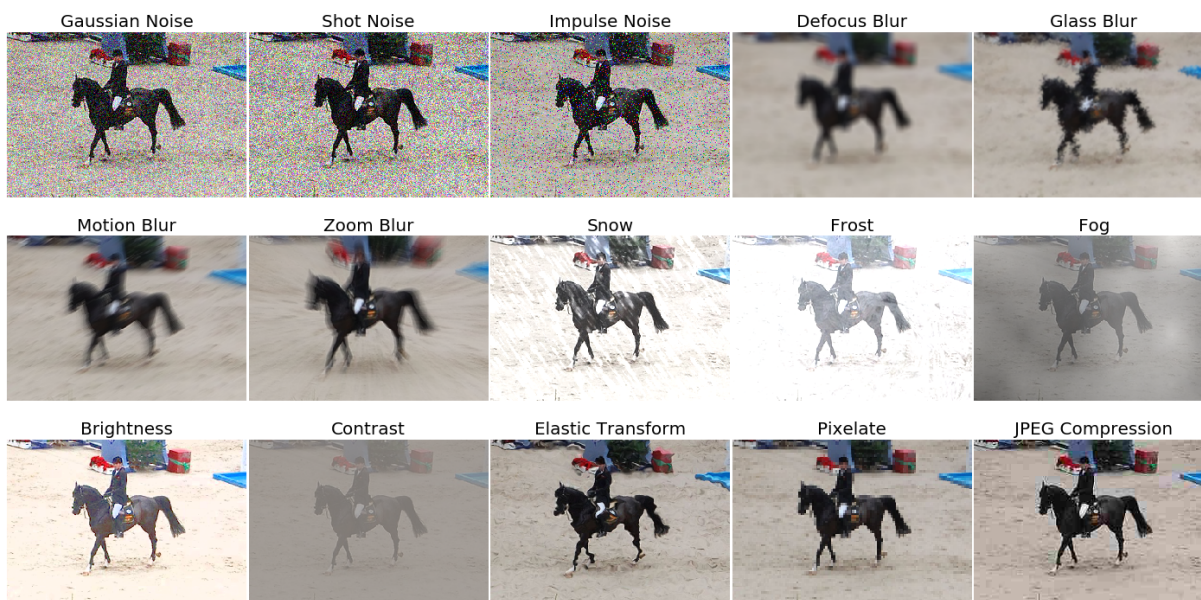 Gaussian Noise
Shot Noise
Impulse Noise
Defocus Blur
Glass Blur
Motion Blur
Zoom Blur
Snow
Frost
Fog
Brightness
Contrast
Elastic Transform
Pixelate
JPEG Compression